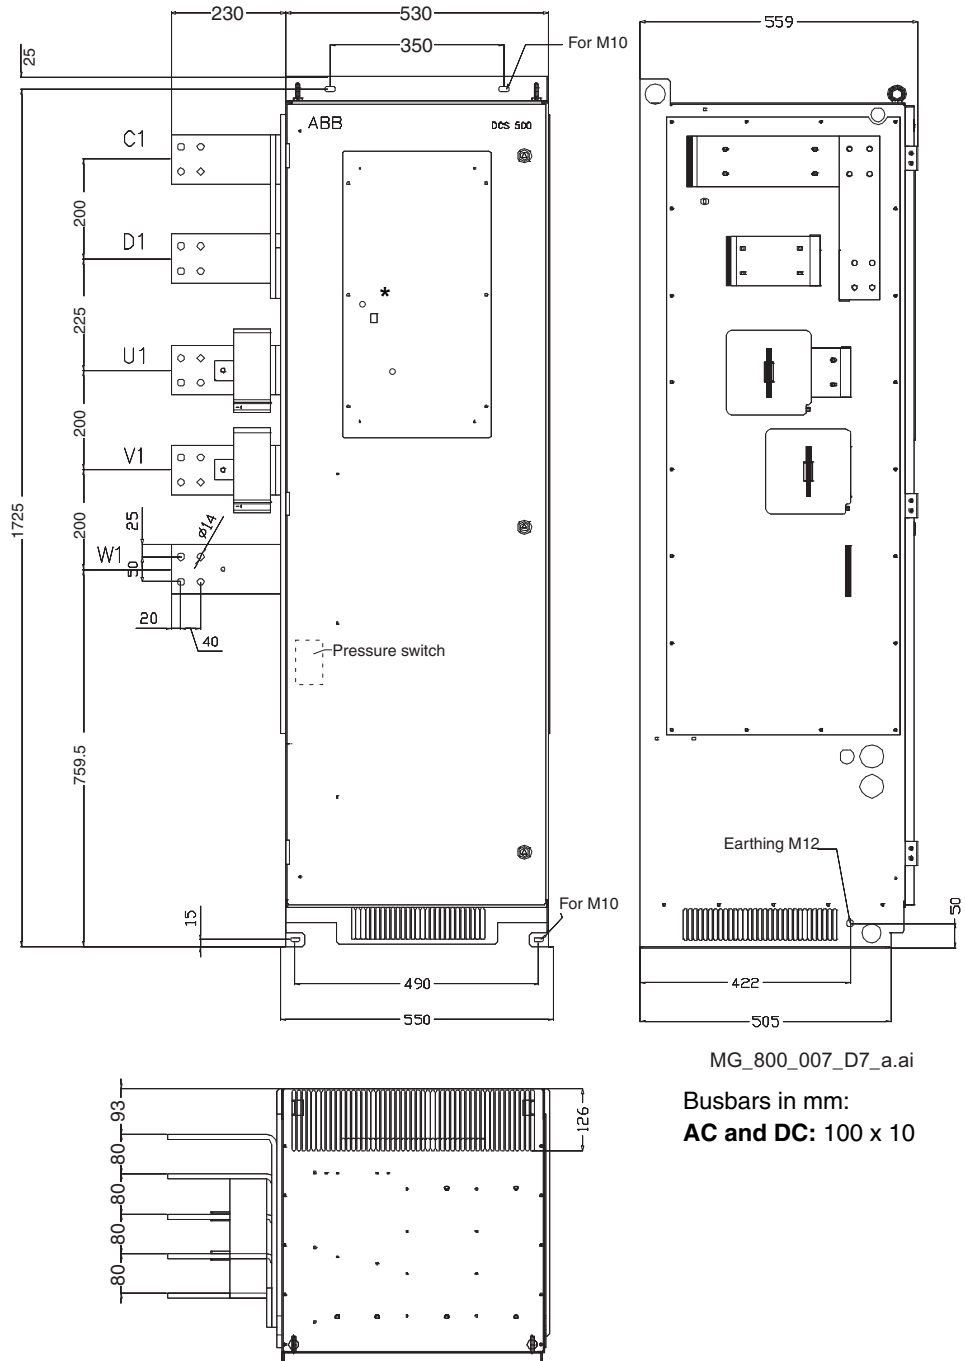 230
530
559
350
For M10
25
C1
ABB
DCS 500
200
D1
*
225
U1
200
V1
1725
200
25
ø14
W1
50
20
40
Pressure switch
759.5
Earthing M12
For M10
15
50
490
422
550
505
MG_800_007_D7_a.ai
93
126
Busbars in mm:
AC and DC: 100 x 10
80
80
80
80